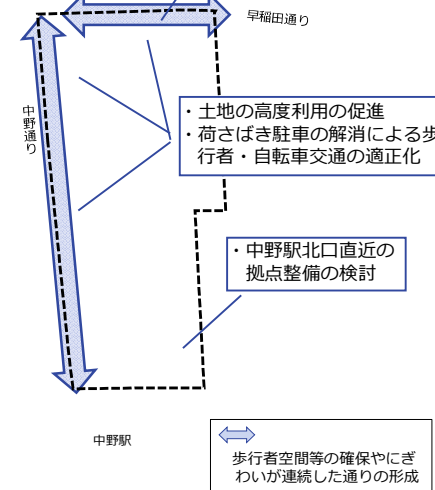 早稲田通り
中野通り
・土地の高度利用の促進
・荷さばき駐車の解消による歩
行者・自転車交通の適正化
・中野駅北口直近の
拠点整備の検討
中野駅
歩行者空間等の確保やにぎ
わいが連続した通りの形成